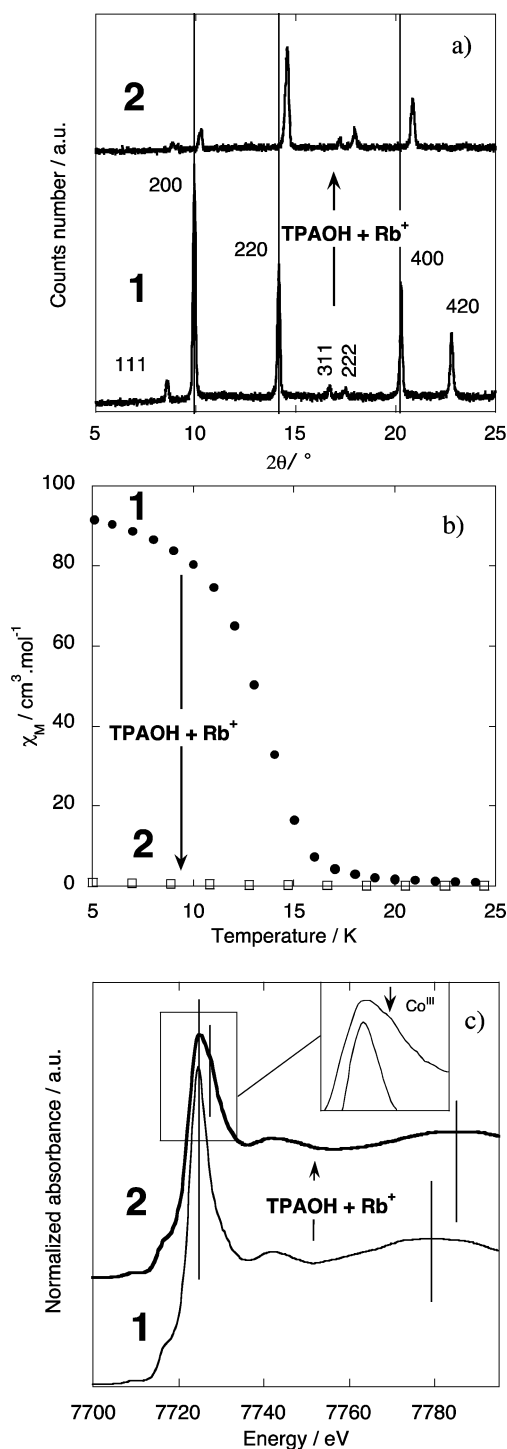 a)
2
200
TPAOH + Rb⁺
220
400
1
420
111
311
222
Counts number / a.u.
5 10 15 20 25
2θ/ °
100
80
60
40
20
0
b)
1
TPAOH + Rb⁺
2
χM / cm³.mol⁻¹
5 10 15 20 25
Temperature / K
c)
Coᴵᴵᴵ
TPAOH + Rb⁺
2
1
Normalized absorbance / a.u.
7700 7720 7740 7760 7780
Energy / eV